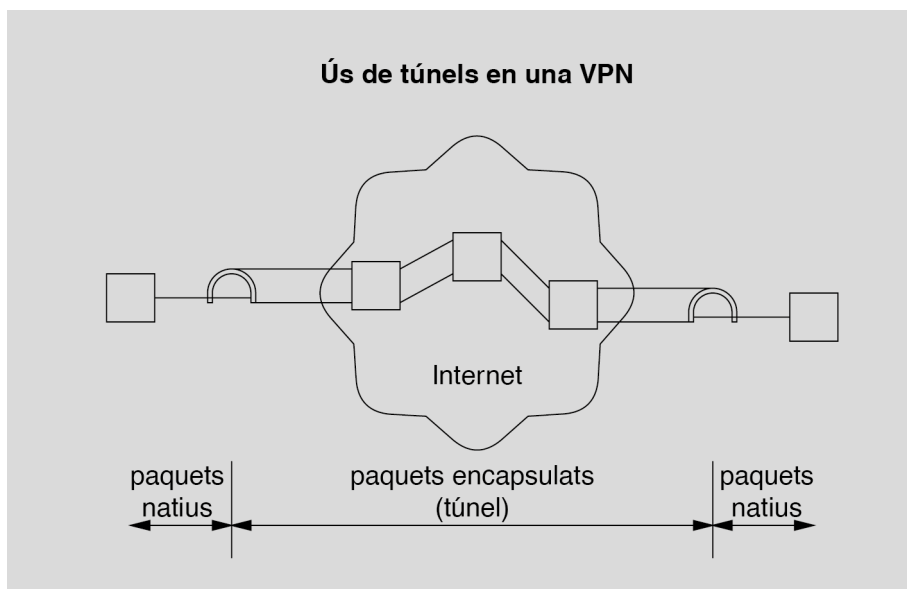 Ús de túnels en una VPN
Internet
paquets
natius
paquets encapsulats
(túnel)
paquets
natius